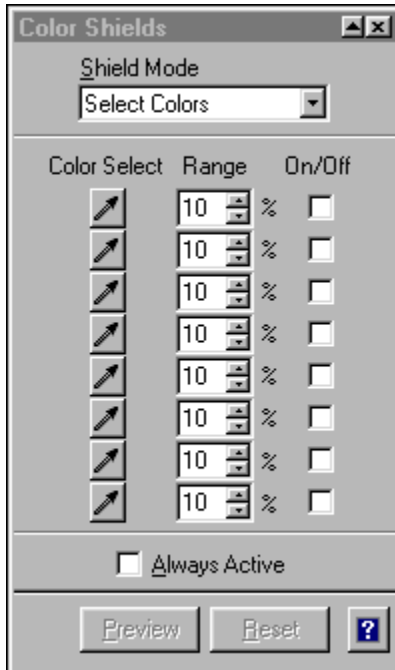 Color Shields
Shield Mode
Select Colors
Color Select Range On/Off
10 %
10 %
10 %
10 %
10 %
10 %
10 %
10 %
Always Active
Preview Reset ?